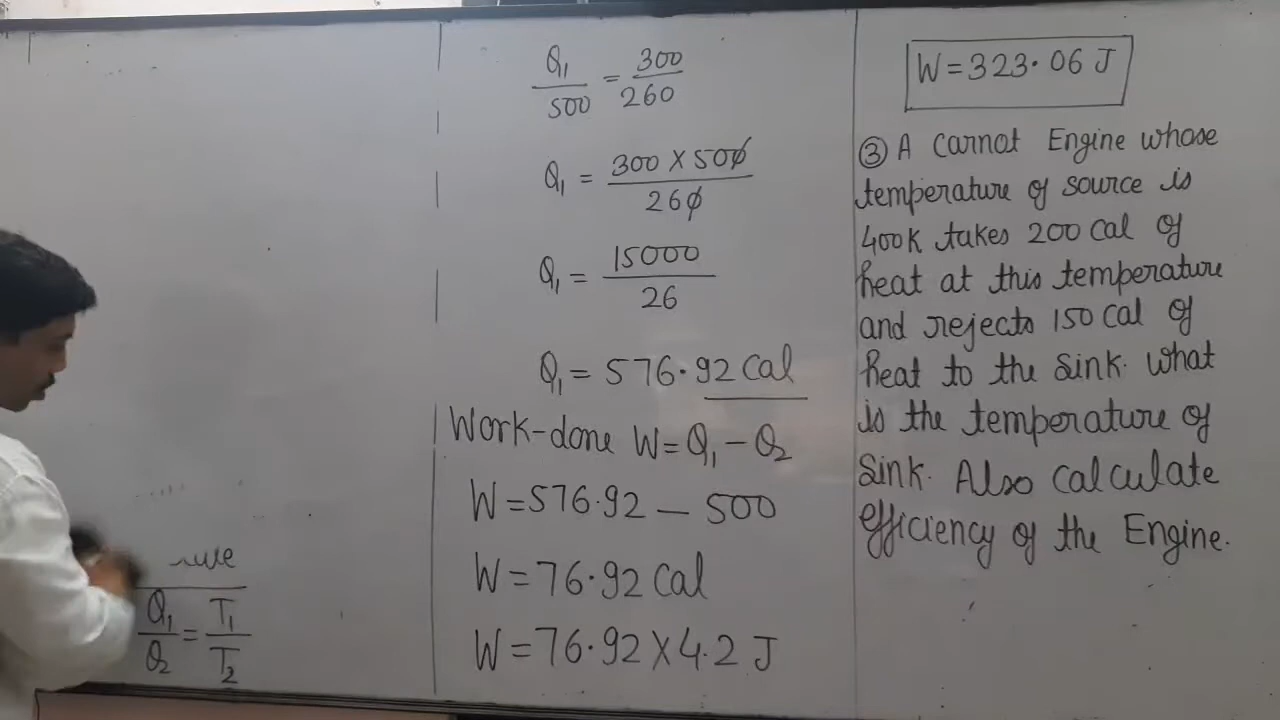 Q₁/Q₂ = T₁/T₂
Q₁/500 = 300/260
Q₁ = 300 X 500/260
Q₁ = 15000/26
Q₁ = 576.92 Cal
Work-done W=Q₁-Q₂
W=576.92 - 500
W=76.92 Cal
W=76.92 X 4.2 J
W=323.06 J
③ A Carnot Engine whose
temperature of source is
400K takes 200 Cal of
heat at this temperature
and rejects 150 Cal of
heat to the Sink. What
is the temperature of
Sink. Also Calculate
efficiency of the Engine.